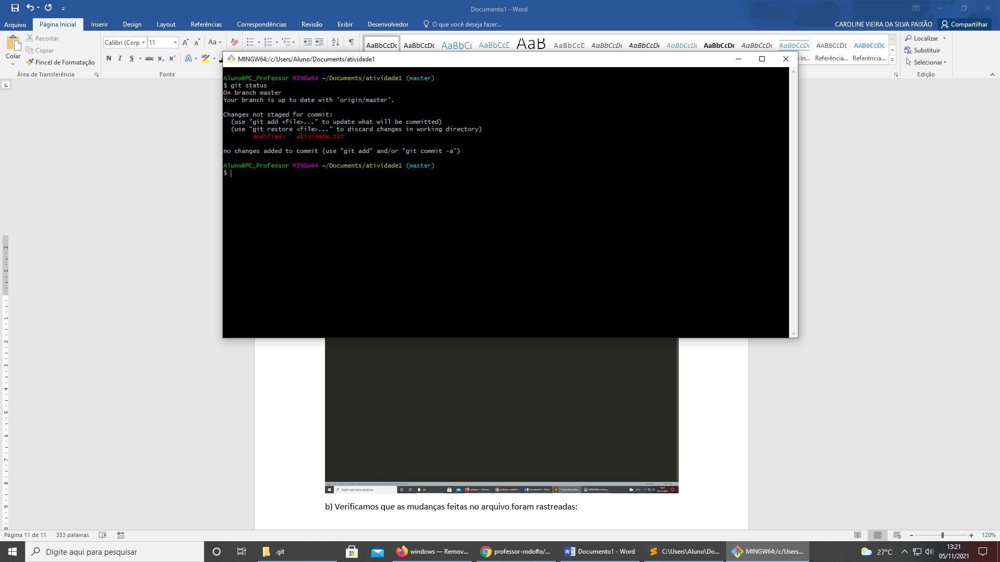 Documento1 - Word
Arquivo Página Inicial Inserir Design Layout Referências Correspondências Revisão Exibir Desenvolvedor O que você deseja fazer... CAROLINE VIEIRA DA SILVA PAIXÃO Compartilhar
Colar
Recortar
Copiar
Pincel de Formatação
Área de Transferência
Calibri (Corp 11
N I S abc x₂ x²
Fonte
AaBbCcDc AaBbCcDc AaBbCc AaBbCcD AaB AaBbCcD AaBbCcDc AaBbCcDc AaBbCcDc AaBbCcDc AaBbCcDc AaBbCcDc AABBCCDD AABBCCDD
Referência... Referência...
Localizar
Substituir
Selecionar
Edição
MINGW64:/c/Users/Aluno/Documents/atividade1
Aluno@PC_Professor MINGW64 ~/Documents/atividade1 (master)
$ git status
On branch master
Your branch is up to date with 'origin/master'.
Changes not staged for commit:
(use "git add <file>..." to update what will be committed)
(use "git restore <file>..." to discard changes in working directory)
modified: atividade.txt
no changes added to commit (use "git add" and/or "git commit -a")
Aluno@PC_Professor MINGW64 ~/Documents/atividade1 (master)
$
Digite aqui para pesquisar
b) Verificamos que as mudanças feitas no arquivo foram rastreadas:
Página 11 de 11 353 palavras 120%
Digite aqui para pesquisar .git windows — Remov... professor-rodolfo/... Documento1 - Word C:\Users\Aluno\Do... MINGW64:/c/Users... 27°C 13:21
05/11/2021